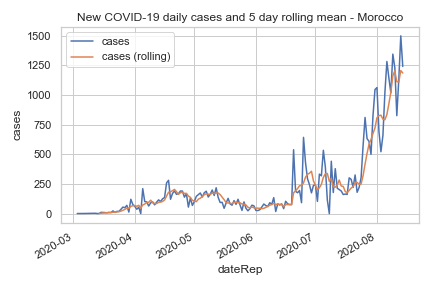 New COVID-19 daily cases and 5 day rolling mean - Morocco
cases
cases (rolling)
1500
1250
1000
750
500
250
0
cases
2020-03
2020-04
2020-05
2020-06
2020-07
2020-08
dateRep